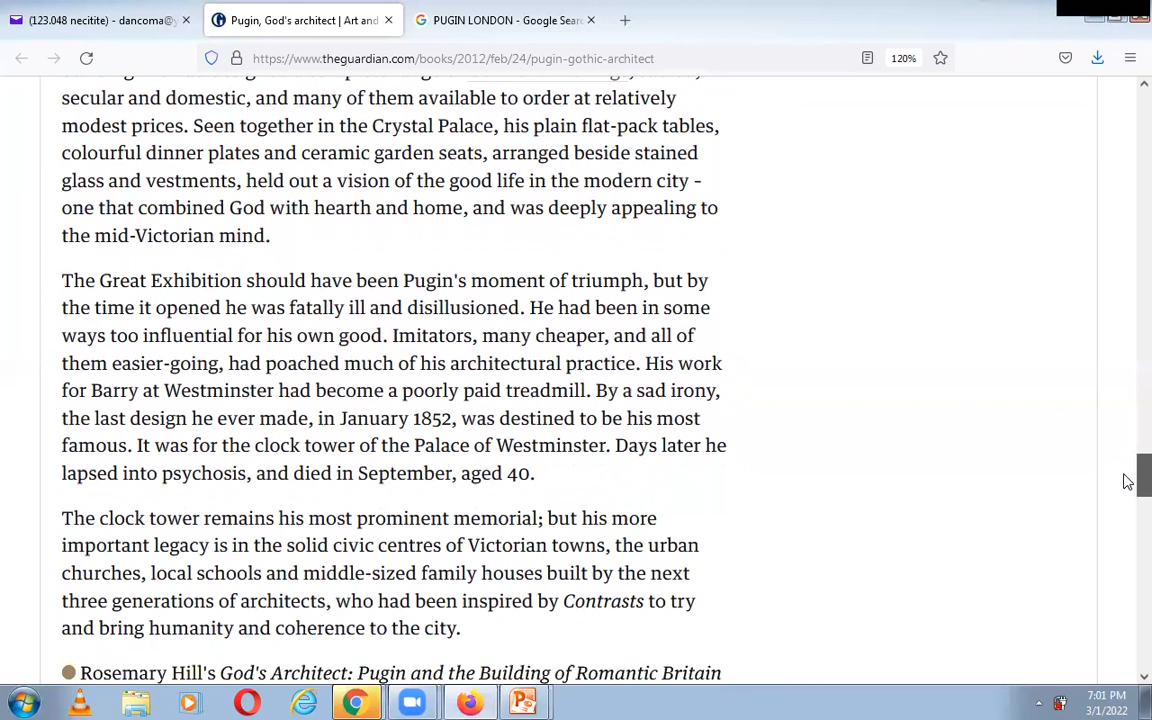 (123.048 necitite) - dancoma@
Pugin, God's architect | Art and
PUGIN LONDON - Google Sear
https://www.theguardian.com/books/2012/feb/24/pugin-gothic-architect
120%
secular and domestic, and many of them available to order at relatively
modest prices. Seen together in the Crystal Palace, his plain flat-pack tables,
colourful dinner plates and ceramic garden seats, arranged beside stained
glass and vestments, held out a vision of the good life in the modern city –
one that combined God with hearth and home, and was deeply appealing to
the mid-Victorian mind.
The Great Exhibition should have been Pugin's moment of triumph, but by
the time it opened he was fatally ill and disillusioned. He had been in some
ways too influential for his own good. Imitators, many cheaper, and all of
them easier-going, had poached much of his architectural practice. His work
for Barry at Westminster had become a poorly paid treadmill. By a sad irony,
the last design he ever made, in January 1852, was destined to be his most
famous. It was for the clock tower of the Palace of Westminster. Days later he
lapsed into psychosis, and died in September, aged 40.
The clock tower remains his most prominent memorial; but his more
important legacy is in the solid civic centres of Victorian towns, the urban
churches, local schools and middle-sized family houses built by the next
three generations of architects, who had been inspired by Contrasts to try
and bring humanity and coherence to the city.
Rosemary Hill's God's Architect: Pugin and the Building of Romantic Britain
7:01 PM
3/1/2022